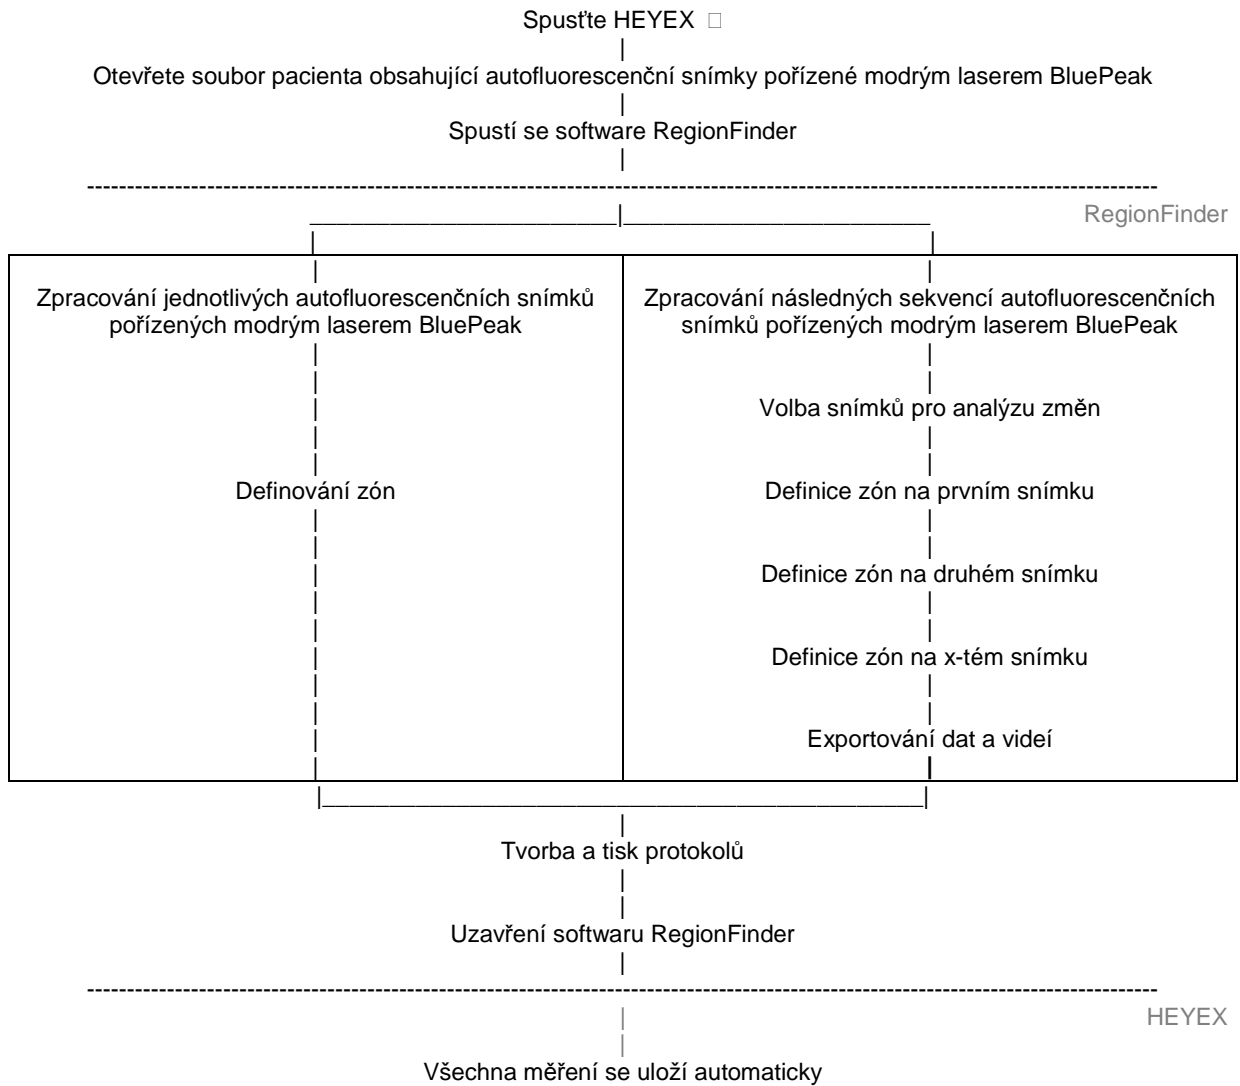 Spusťte HEYEX
Otevřete soubor pacienta obsahující autofluorescenční snímky pořízené modrým laserem BluePeak
Spustí se software RegionFinder
RegionFinder
Zpracování jednotlivých autofluorescenčních snímků
pořízených modrým laserem BluePeak
Definování zón
Zpracování následných sekvencí autofluorescenčních
snímků pořízených modrým laserem BluePeak
Volba snímků pro analýzu změn
Definice zón na prvním snímku
Definice zón na druhém snímku
Definice zón na x-tém snímku
Exportování dat a videí
Tvorba a tisk protokolů
Uzavření softwaru RegionFinder
HEYEX
Všechna měření se uloží automaticky